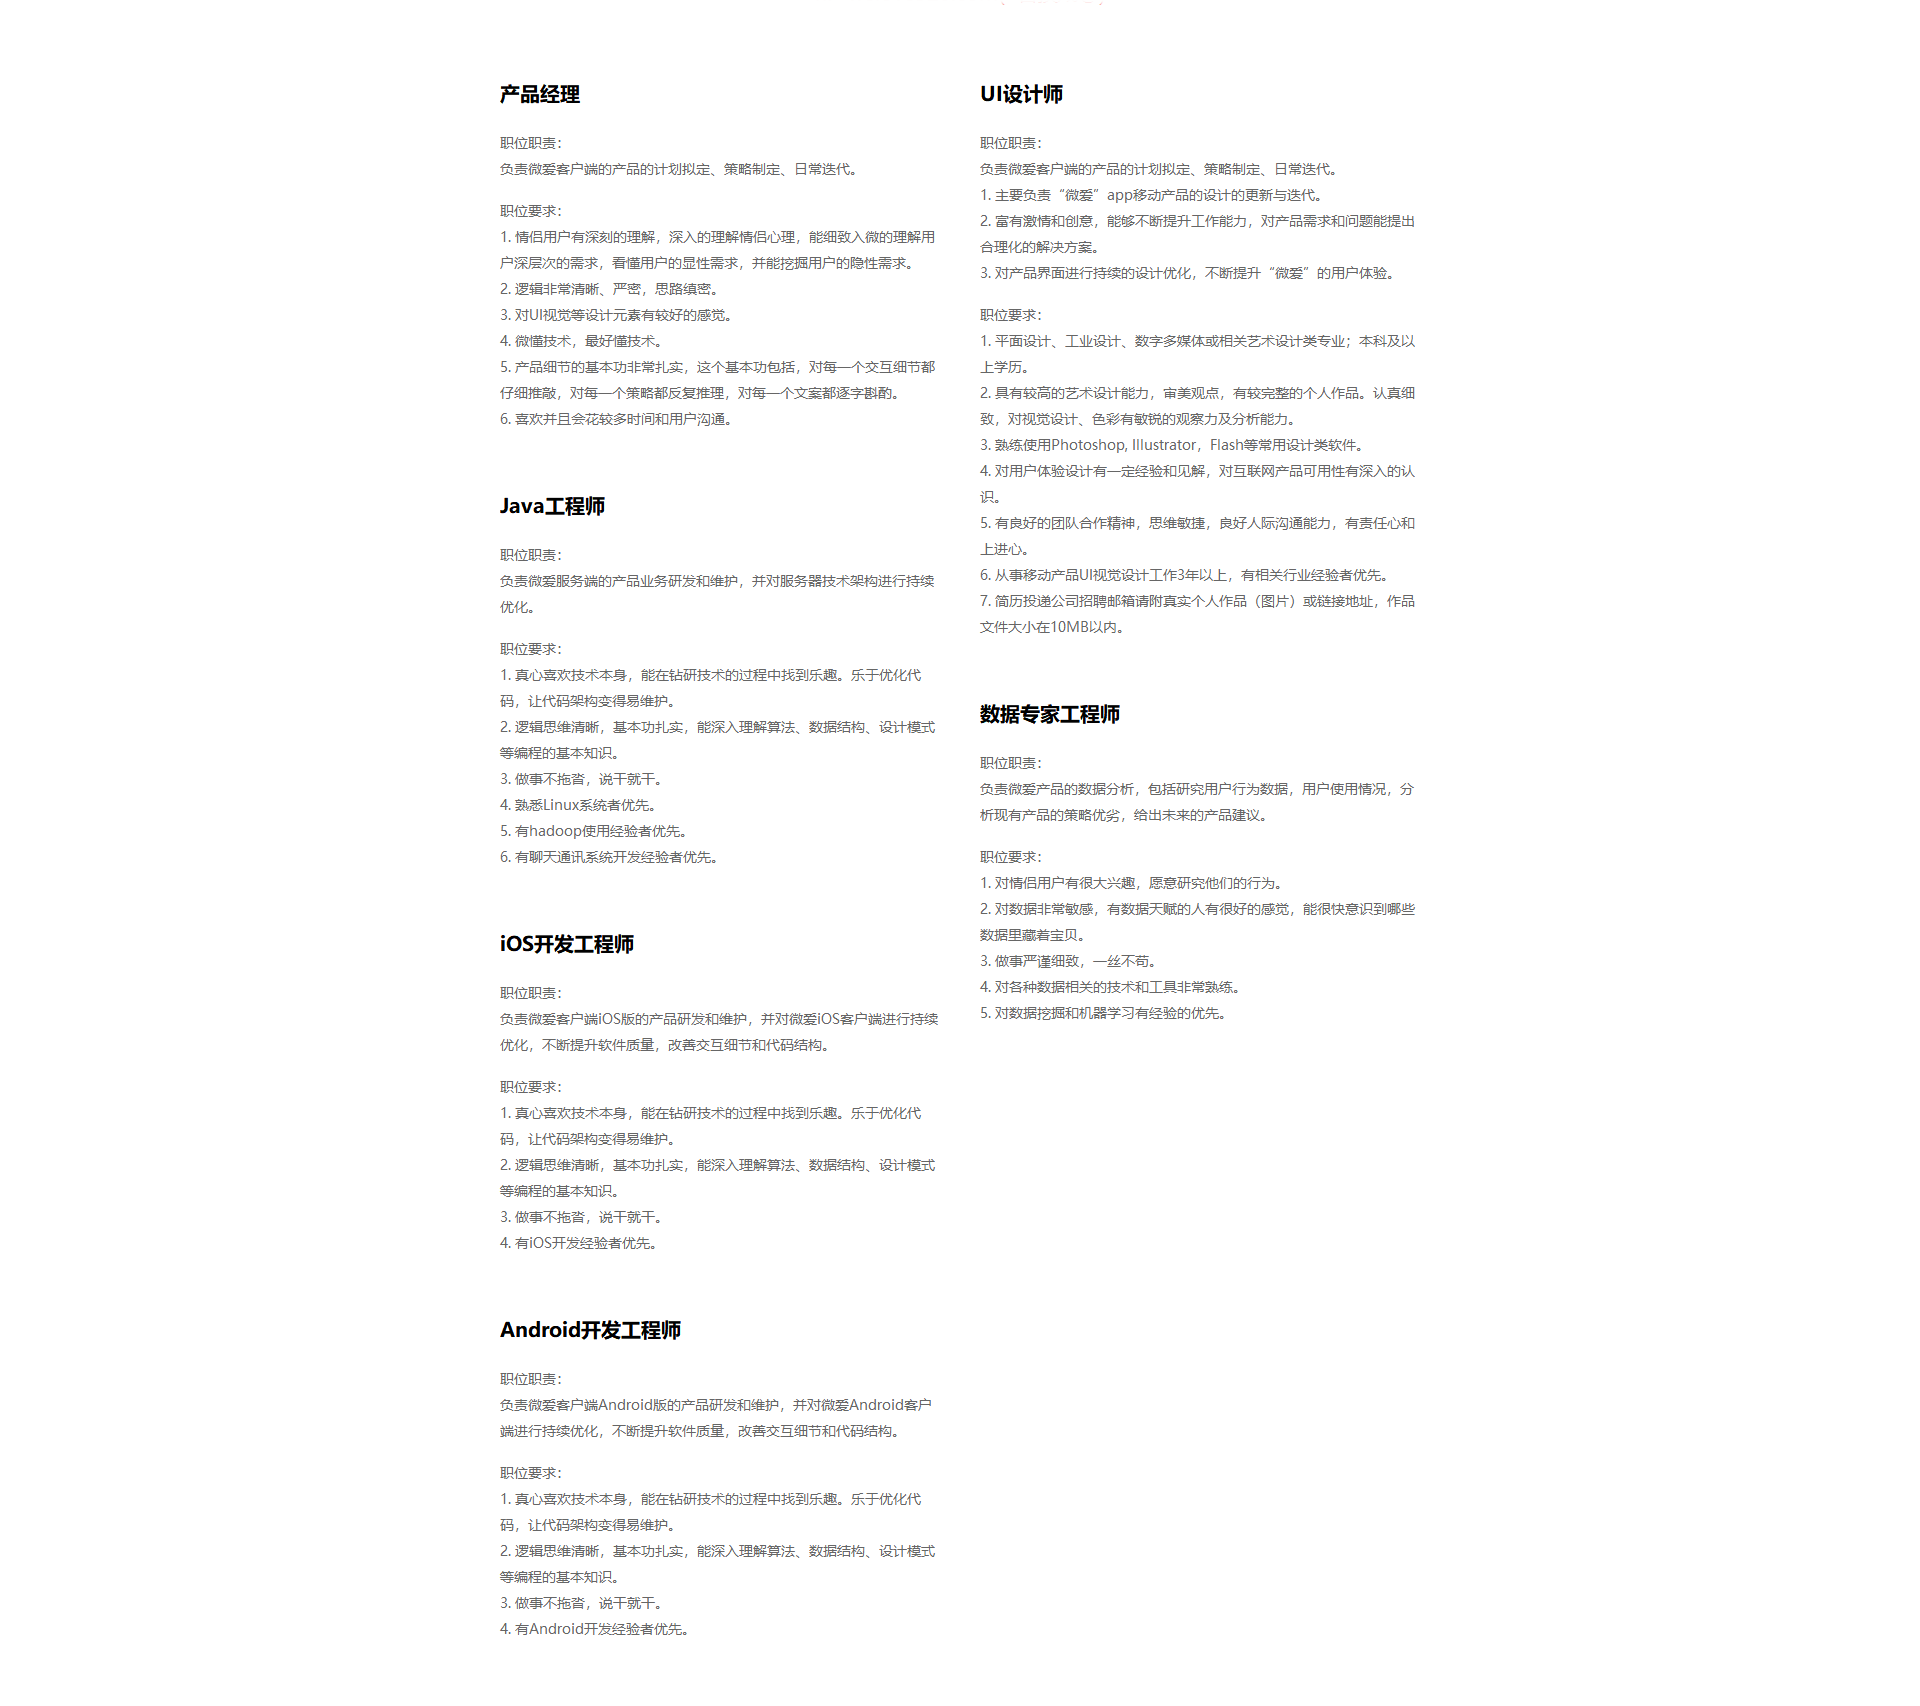 产品经理
职位职责：
负责微爱客户端的产品的计划拟定、策略制定、日常迭代。
职位要求：
1. 情侣用户有深刻的理解，深入的理解情侣心理，能细致入微的理解用
户深层次的需求，看懂用户的显性需求，并能挖掘用户的隐性需求。
2. 逻辑非常清晰、严密，思路缜密。
3. 对UI视觉等设计元素有较好的感觉。
4. 微懂技术，最好懂技术。
5. 产品细节的基本功非常扎实，这个基本功包括，对每一个交互细节都
仔细推敲，对每一个策略都反复推理，对每一个文案都逐字斟酌。
6. 喜欢并且会花较多时间和用户沟通。
Java工程师
职位职责：
负责微爱服务端的产品业务研发和维护，并对服务器技术架构进行持续
优化。
职位要求：
1. 真心喜欢技术本身，能在钻研技术的过程中找到乐趣。乐于优化代
码，让代码架构变得易维护。
2. 逻辑思维清晰，基本功扎实，能深入理解算法、数据结构、设计模式
等编程的基本知识。
3. 做事不拖沓，说干就干。
4. 熟悉Linux系统者优先。
5. 有hadoop使用经验者优先。
6. 有聊天通讯系统开发经验者优先。
iOS开发工程师
职位职责：
负责微爱客户端iOS版的产品研发和维护，并对微爱iOS客户端进行持续
优化，不断提升软件质量，改善交互细节和代码结构。
职位要求：
1. 真心喜欢技术本身，能在钻研技术的过程中找到乐趣。乐于优化代
码，让代码架构变得易维护。
2. 逻辑思维清晰，基本功扎实，能深入理解算法、数据结构、设计模式
等编程的基本知识。
3. 做事不拖沓，说干就干。
4. 有iOS开发经验者优先。
Android开发工程师
职位职责：
负责微爱客户端Android版的产品研发和维护，并对微爱Android客户
端进行持续优化，不断提升软件质量，改善交互细节和代码结构。
职位要求：
1. 真心喜欢技术本身，能在钻研技术的过程中找到乐趣。乐于优化代
码，让代码架构变得易维护。
2. 逻辑思维清晰，基本功扎实，能深入理解算法、数据结构、设计模式
等编程的基本知识。
3. 做事不拖沓，说干就干。
4. 有Android开发经验者优先。
UI设计师
职位职责：
负责微爱客户端的产品的计划拟定、策略制定、日常迭代。
1. 主要负责“微爱”app移动产品的设计的更新与迭代。
2. 富有激情和创意，能够不断提升工作能力，对产品需求和问题能提出
合理化的解决方案。
3. 对产品界面进行持续的设计优化，不断提升“微爱”的用户体验。
职位要求：
1. 平面设计、工业设计、数字多媒体或相关艺术设计类专业；本科及以
上学历。
2. 具有较高的艺术设计能力，审美观点，有较完整的个人作品。认真细
致，对视觉设计、色彩有敏锐的观察力及分析能力。
3. 熟练使用Photoshop, Illustrator，Flash等常用设计类软件。
4. 对用户体验设计有一定经验和见解，对互联网产品可用性有深入的认
识。
5. 有良好的团队合作精神，思维敏捷，良好人际沟通能力，有责任心和
上进心。
6. 从事移动产品UI视觉设计工作3年以上，有相关行业经验者优先。
7. 简历投递公司招聘邮箱请附真实个人作品（图片）或链接地址，作品
文件大小在10MB以内。
数据专家工程师
职位职责：
负责微爱产品的数据分析，包括研究用户行为数据，用户使用情况，分
析现有产品的策略优劣，给出未来的产品建议。
职位要求：
1. 对情侣用户有很大兴趣，愿意研究他们的行为。
2. 对数据非常敏感，有数据天赋的人有很好的感觉，能很快意识到哪些
数据里藏着宝贝。
3. 做事严谨细致，一丝不苟。
4. 对各种数据相关的技术和工具非常熟练。
5. 对数据挖掘和机器学习有经验的优先。